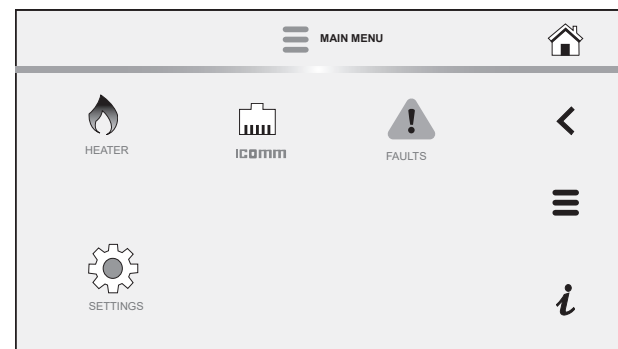 MAIN MENU
HEATER
ICOMM
FAULTS
SETTINGS
i